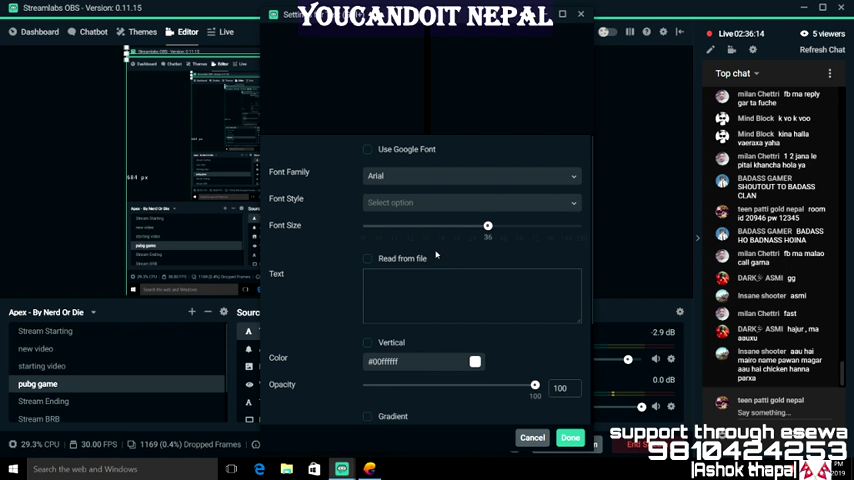 Streamlabs OBS - Version: 0.11.15
YOUCANDOIT NEPAL
Dashboard
Chatbot
Themes
Editor
Live
Live 02:36:14
5 viewers
Refresh Chat
Top chat
Use Google Font
Font Family
Arial
Font Style
Select option
Font Size
36
Read from file
Text
Vertical
Color
#00ffffff
Opacity
100
100
Gradient
Cancel
Done
Apex - By Nerd Or Die
Stream Starting
new video
starting video
pubg game
Stream Ending
Stream BRB
-2.9 dB
0.0 dB
milan Chettri fb ma reply
gar ta fuche
Mind Block k vo k voo
Mind Block kina halla
vaeraxa yaha
milan Chettri 1 2 jana le
pitai khancha hola ye
BADASS GAMER
SHOUTOUT TO BADASS
CLAN
teen patti gold nepal room
id 20946 pw 12345
BADASS GAMER BADASS
HO BADNASS HOINA
milan Chettri fb ma malao
call garna
DARK ASMI gg
Insane shooter asmi
milan Chettri fast
DARK ASMI hajur , ma
aauxu
Insane shooter aau hai
mairo name pawan magar
aau hai chicken hanna
parxa
teen patti gold nepal
Say something...
29.3% CPU
30.00 FPS
1169 (0.4%) Dropped Frames
support through esewa
9810424253
[Ashok thapa]
Search the web and Windows